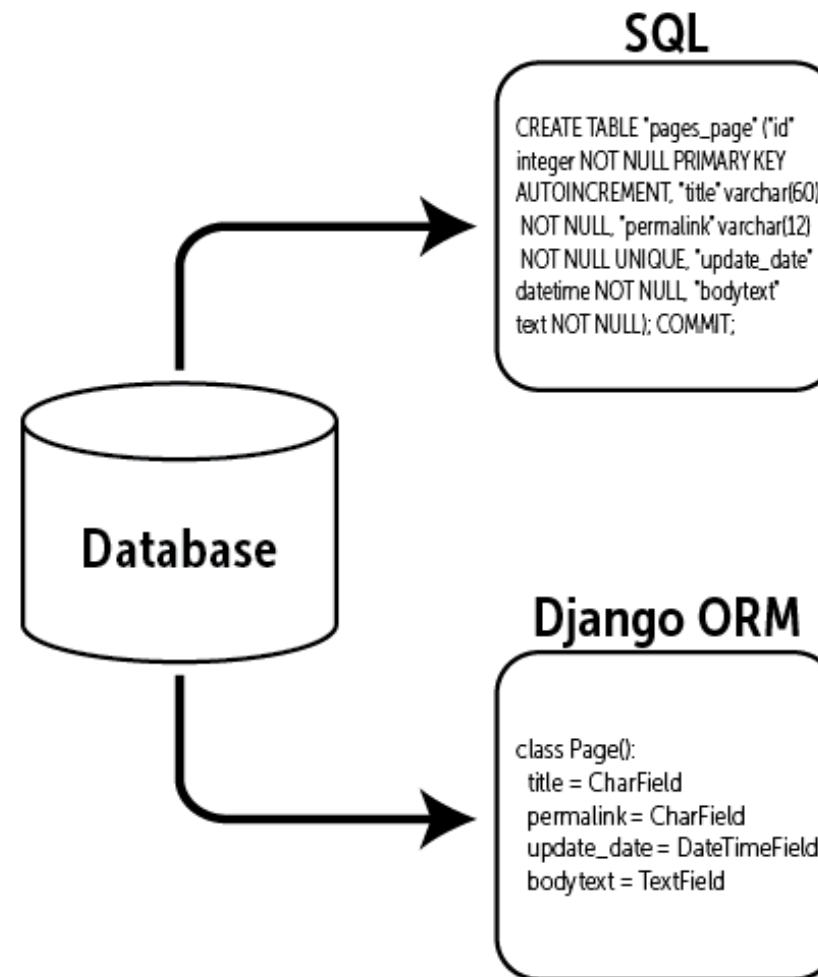 SQL
CREATE TABLE "pages_page" ("id"
integer NOT NULL PRIMARY KEY
AUTOINCREMENT, "title" varchar(60)
NOT NULL, "permalink" varchar(12)
NOT NULL UNIQUE, "update_date"
datetime NOT NULL, "bodytext"
text NOT NULL); COMMIT;
Database
Django ORM
class Page():
title = CharField
permalink = CharField
update_date = DateTimeField
bodytext = TextField